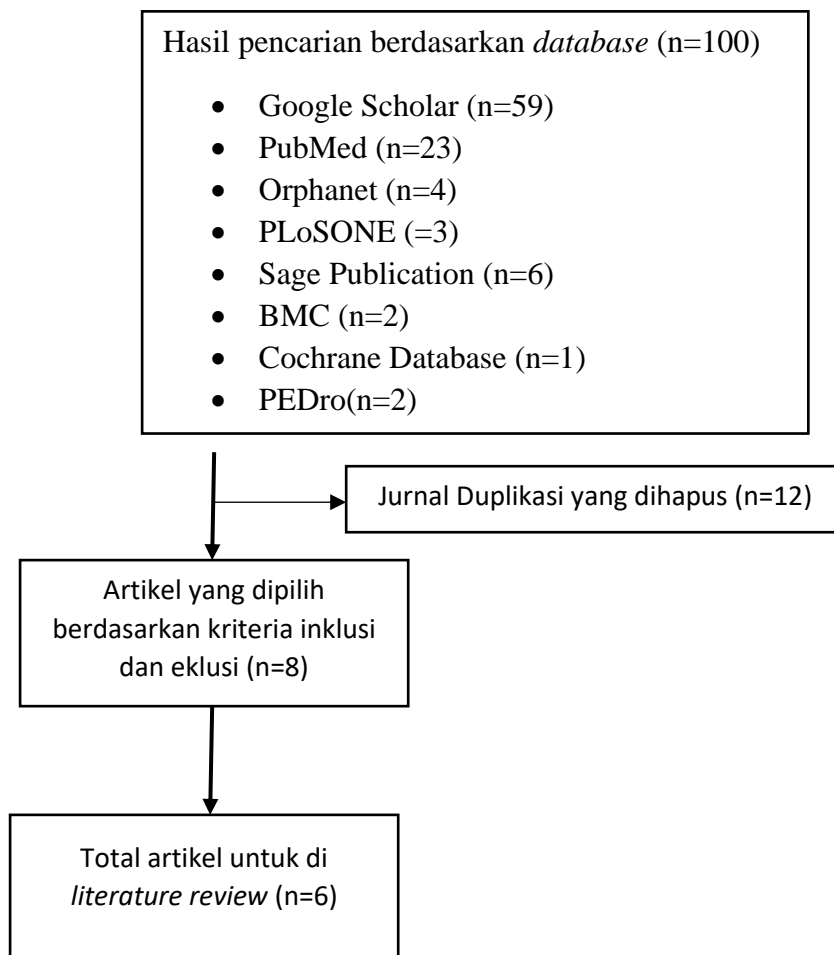 Hasil pencarian berdasarkan database (n=100)
• Google Scholar (n=59)
• PubMed (n=23)
• Orphanet (n=4)
• PLoSONE (=3)
• Sage Publication (n=6)
• BMC (n=2)
• Cochrane Database (n=1)
• PEDro(n=2)
Jurnal Duplikasi yang dihapus (n=12)
Artikel yang dipilih
berdasarkan kriteria inklusi
dan eklusi (n=8)
Total artikel untuk di
literature review (n=6)